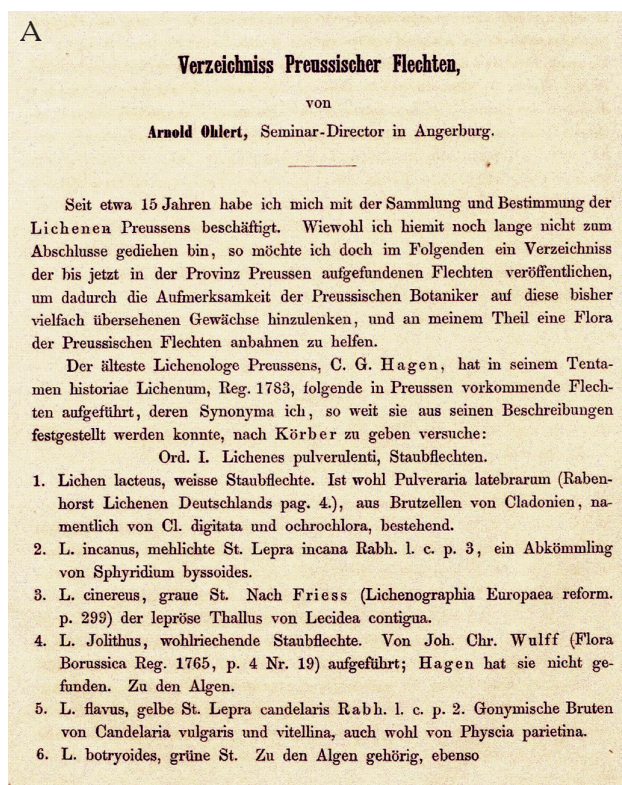 A
Verzeichniss Preussischer Flechten,
von
Arnold Ohlert, Seminar-Director in Angerburg.
Seit etwa 15 Jahren habe ich mich mit der Sammlung und Bestimmung der
Lichenen Preussens beschäftigt. Wiewohl ich hiemit noch lange nicht zum
Abschlusse gediehen bin, so möchte ich doch im Folgenden ein Verzeichniss
der bis jetzt in der Provinz Preussen aufgefundenen Flechten veröffentlichen,
um dadurch die Aufmerksamkeit der Preussischen Botaniker auf diese bisher
vielfach übersehenen Gewächse hinzulenken, und an meinem Theil eine Flora
der Preussischen Flechten anbahnen zu helfen.
Der älteste Lichenologe Preussens, C. G. Hagen, hat in seinem Tenta-
men historiae Lichenum, Reg. 1783, folgende in Preussen vorkommende Flech-
ten aufgeführt, deren Synonyma ich, so weit sie aus seinen Beschreibungen
festgestellt werden konnte, nach Körber zu geben versuche:
Ord. I. Lichenes pulverulenti, Staubflechten.
1. Lichen lacteus, weisse Staubflechte. Ist wohl Pulveraria latebrarum (Raben-
horst Lichenen Deutschlands pag. 4.), aus Brutzellen von Cladonien, na-
mentlich von Cl. digitata und ochrochlora, bestehend.
2. L. incanus, mehlichte St. Lepra incana Rabh. l. c. p. 3, ein Abkömmling
von Sphyridium byssoides.
3. L. cinereus, graue St. Nach Friess (Lichenographia Europaea reform.
p. 299) der lepröse Thallus von Lecidea contigua.
4. L. Jolithus, wohlriechende Staubflechte. Von Joh. Chr. Wulff (Flora
Borussica Reg. 1765, p. 4 Nr. 19) aufgeführt; Hagen hat sie nicht ge-
funden. Zu den Algen.
5. L. flavus, gelbe St. Lepra candelaris Rabh. l. c. p. 2. Gonymische Bruten
von Candelaria vulgaris und vitellina, auch wohl von Physcia parietina.
6. L. botryoides, grüne St. Zu den Algen gehörig, ebenso